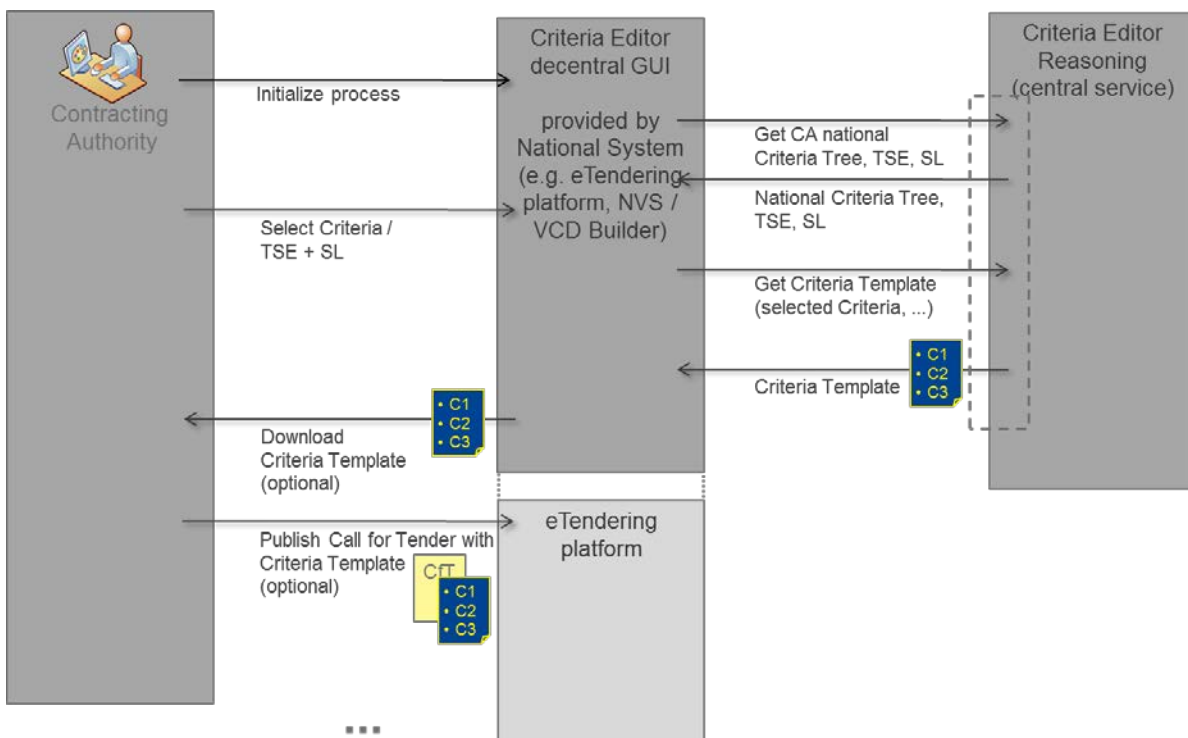 Contracting
Authority
Initialize process
Criteria Editor
decentral GUI
provided by
National System
(e.g. eTendering
platform, NVS /
VCD Builder)
Criteria Editor
Reasoning
(central service)
Get CA national
Criteria Tree, TSE, SL
National Criteria Tree,
TSE, SL
Select Criteria /
TSE + SL
Get Criteria Template
(selected Criteria, ...)
Criteria Template
• C1
• C2
• C3
• C1
• C2
• C3
Download
Criteria Template
(optional)
Publish Call for Tender with
Criteria Template
(optional)
CfT
• C1
• C2
• C3
eTendering
platform
...